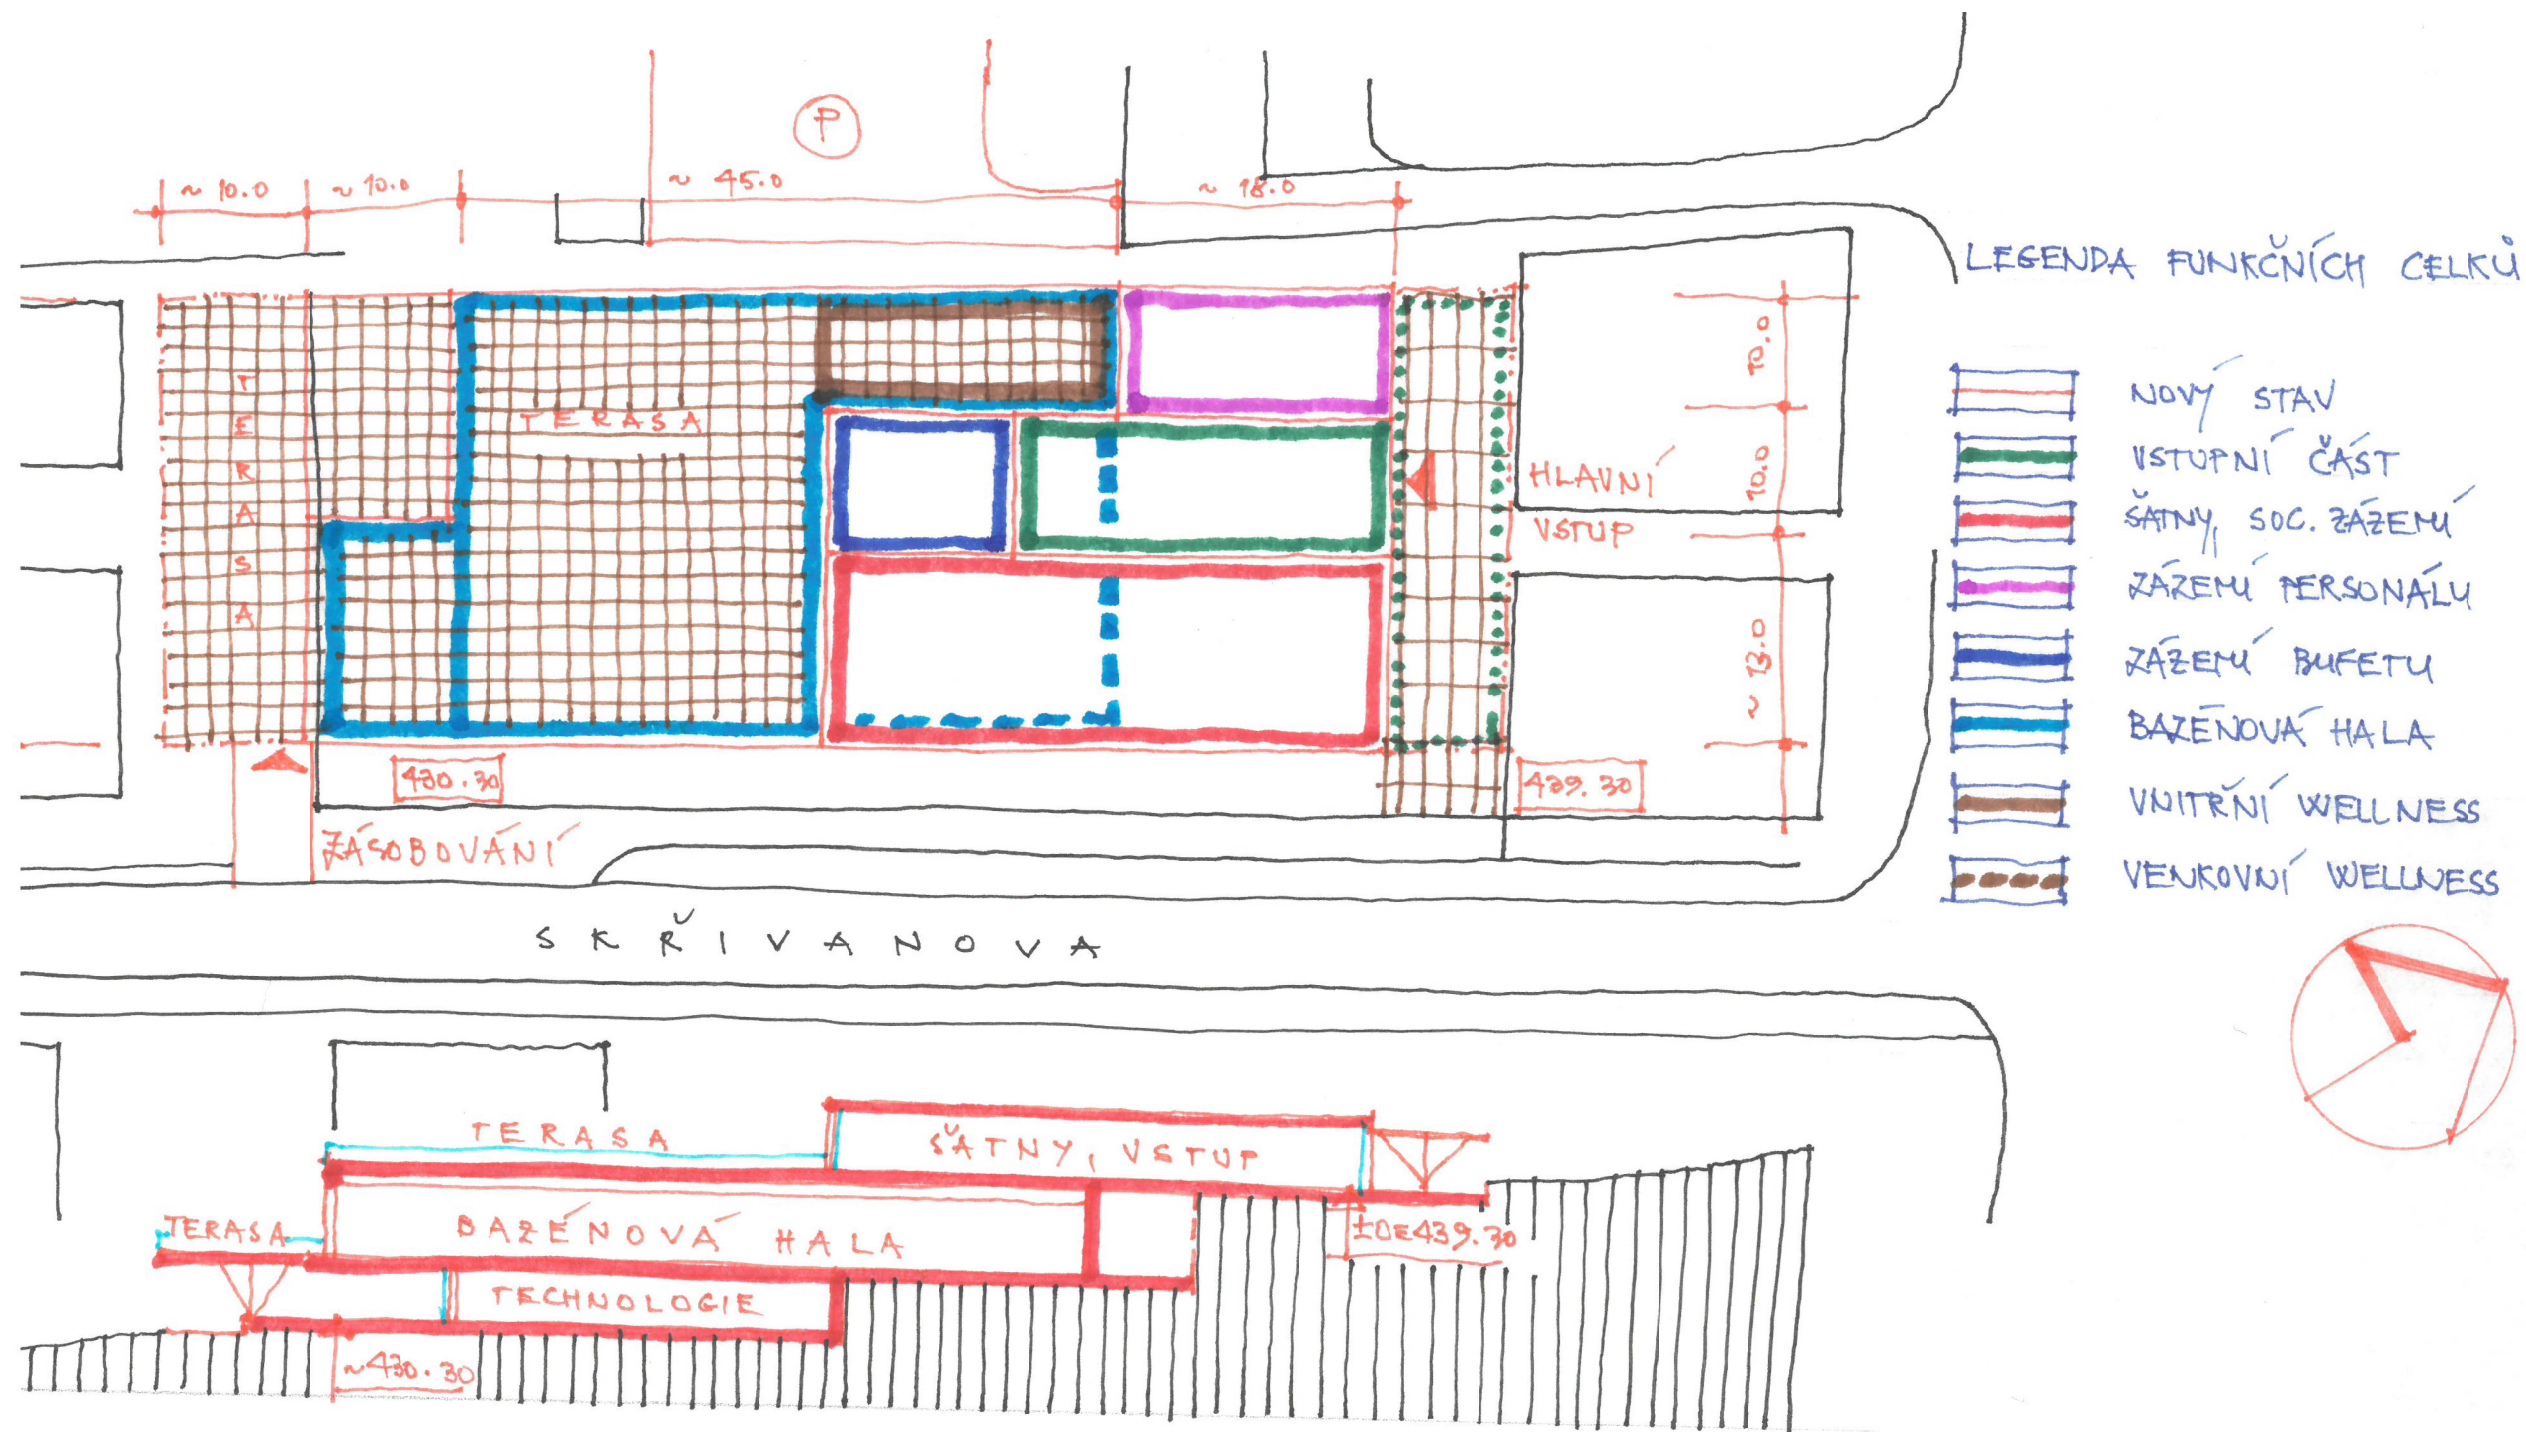 P
~ 10.0
~ 10.0
~ 45.0
~ 18.0
LEGENDA FUNKČNÍCH CELKŮ
NOVÝ STAV
VSTUPNÍ ČÁST
ŠATNY, SOC. ZÁZEMÍ
ZÁZEMÍ PERSONÁLU
ZÁZEMÍ BUFETU
BAZÉNOVÁ HALA
VNITŘNÍ WELLNESS
VENKOVNÍ WELLNESS
TERASA
TERASA
HLAVNÍ
VSTUP
10.0
10.0
~ 13.0
430.30
439.30
ZÁSOBOVÁNÍ
SKŘIVANOVA
TERASA
ŠATNY, VSTUP
TERASA
BAZÉNOVÁ HALA
±0=439.30
TECHNOLOGIE
~430.30